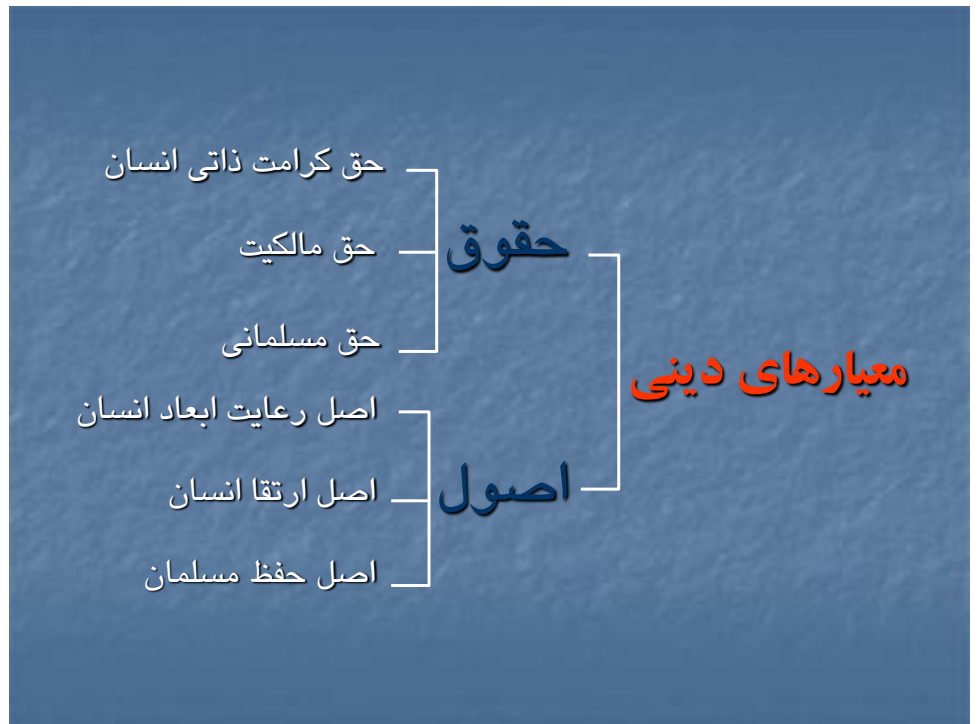 معیارهای دینی
حقوق
حق کرامت ذاتی انسان
حق مالکیت
حق مسلمانی
اصول
اصل رعایت ابعاد انسان
اصل ارتقا انسان
اصل حفظ مسلمان